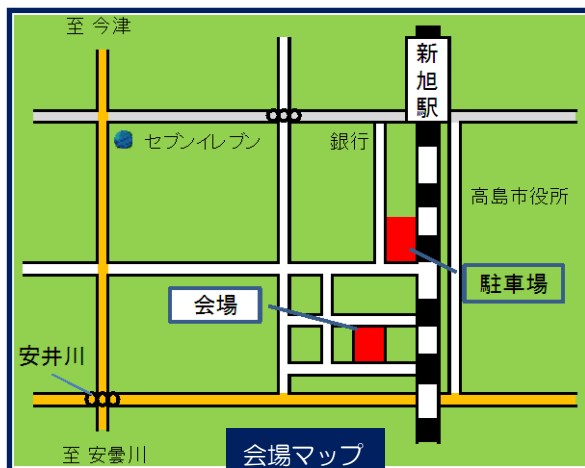 至 今津
新旭駅
セブンイレブン
銀行
高島市役所
駐車場
会場
安井川
至 安曇川
会場マップ